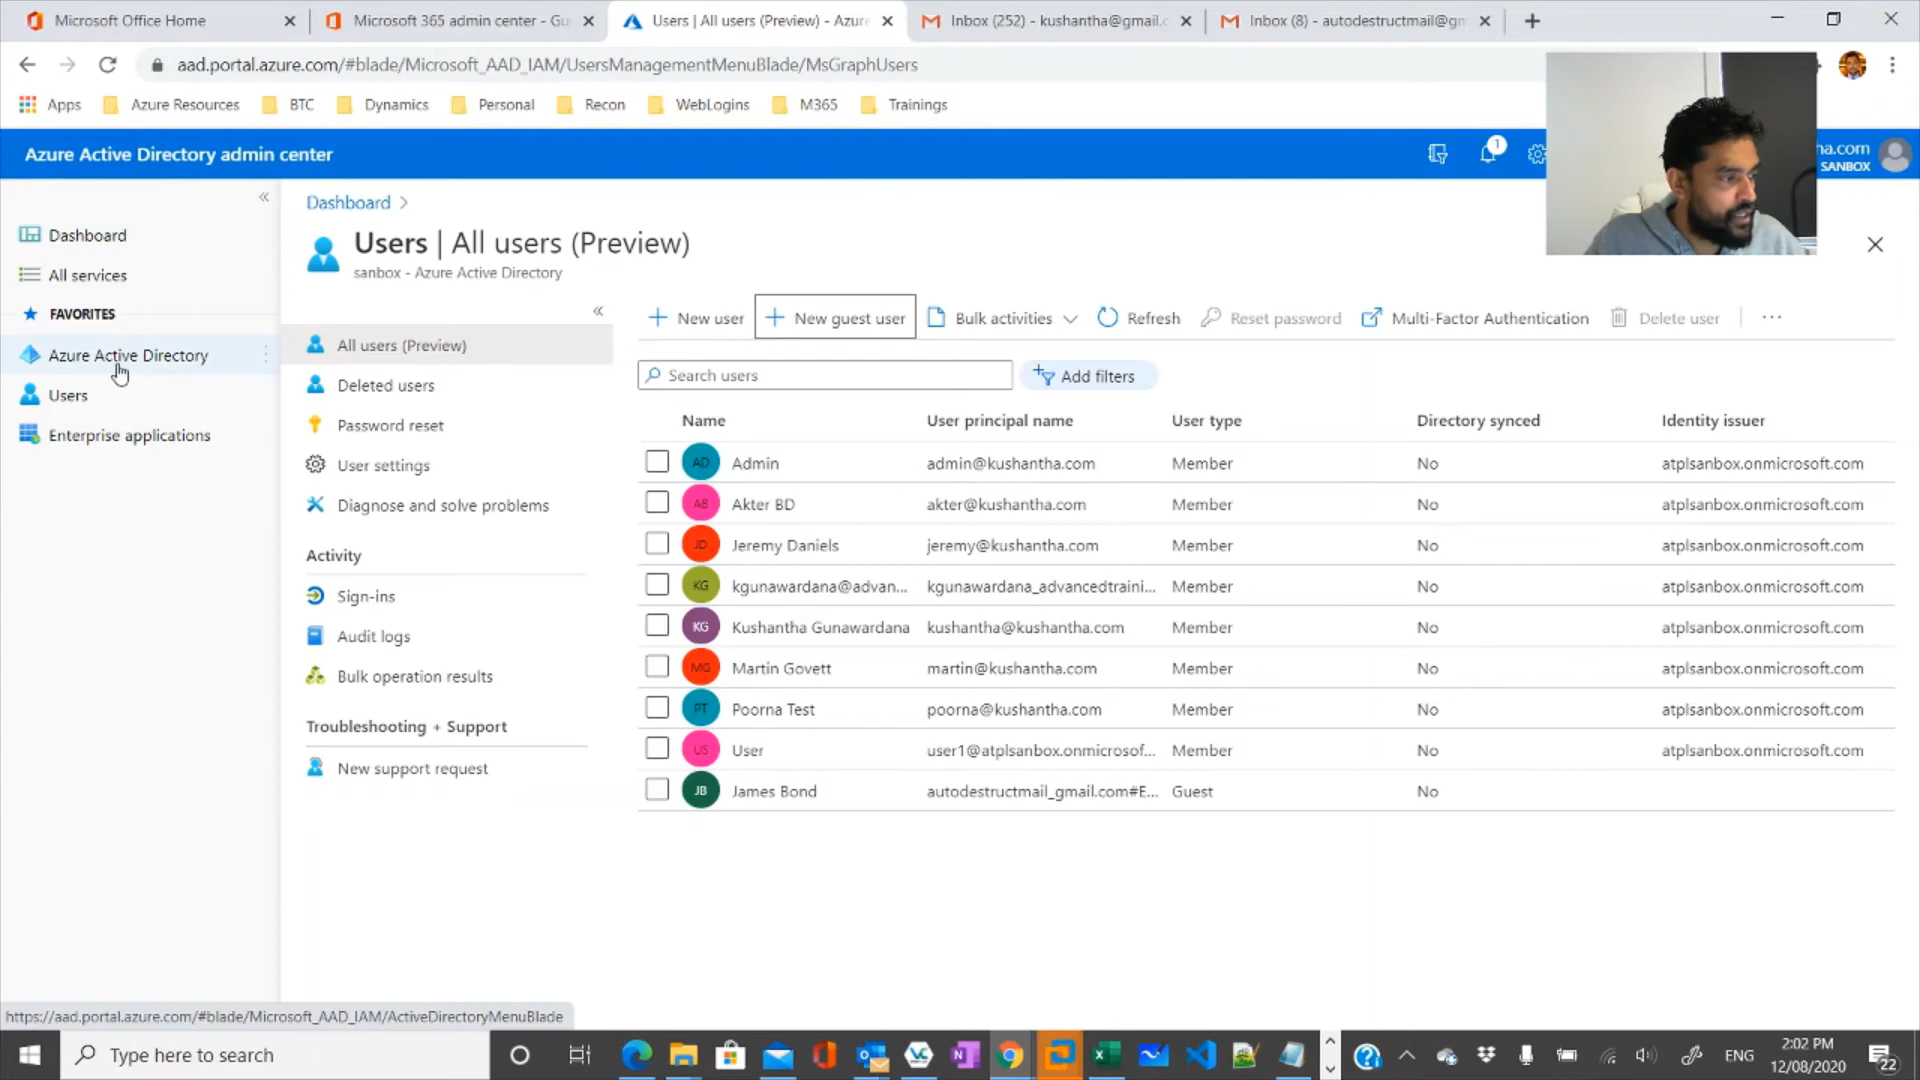 Microsoft Office Home
Microsoft 365 admin center - Gu
Users | All users (Preview) - Azure
Inbox (252) - kushantha@gmail.c
Inbox (8) - autodestructmail@gm
aad.portal.azure.com/#blade/Microsoft_AAD_IAM/UsersManagementMenuBlade/MsGraphUsers
Apps
Azure Resources
BTC
Dynamics
Personal
Recon
WebLogins
M365
Trainings
Azure Active Directory admin center
1
ha.com
SANBOX
Dashboard
All services
FAVORITES
Azure Active Directory
Users
Enterprise applications
Dashboard
Users | All users (Preview)
sanbox - Azure Active Directory
All users (Preview)
Deleted users
Password reset
User settings
Diagnose and solve problems
Activity
Sign-ins
Audit logs
Bulk operation results
Troubleshooting + Support
New support request
New user
New guest user
Bulk activities
Refresh
Reset password
Multi-Factor Authentication
Delete user
Search users
Add filters
Name User principal name User type Directory synced Identity issuer
AD Admin admin@kushantha.com Member No atplsanbox.onmicrosoft.com
AB Akter BD akter@kushantha.com Member No atplsanbox.onmicrosoft.com
JD Jeremy Daniels jeremy@kushantha.com Member No atplsanbox.onmicrosoft.com
KG kgunawardana@advan... kgunawardana_advancedtraini... Member No atplsanbox.onmicrosoft.com
KG Kushantha Gunawardana kushantha@kushantha.com Member No atplsanbox.onmicrosoft.com
MG Martin Govett martin@kushantha.com Member No atplsanbox.onmicrosoft.com
PT Poorna Test poorna@kushantha.com Member No atplsanbox.onmicrosoft.com
US User user1@atplsanbox.onmicrosof... Member No atplsanbox.onmicrosoft.com
JB James Bond autodestructmail_gmail.com#E... Guest No
https://aad.portal.azure.com/#blade/Microsoft_AAD_IAM/ActiveDirectoryMenuBlade
Type here to search
ENG
2:02 PM
12/08/2020
22